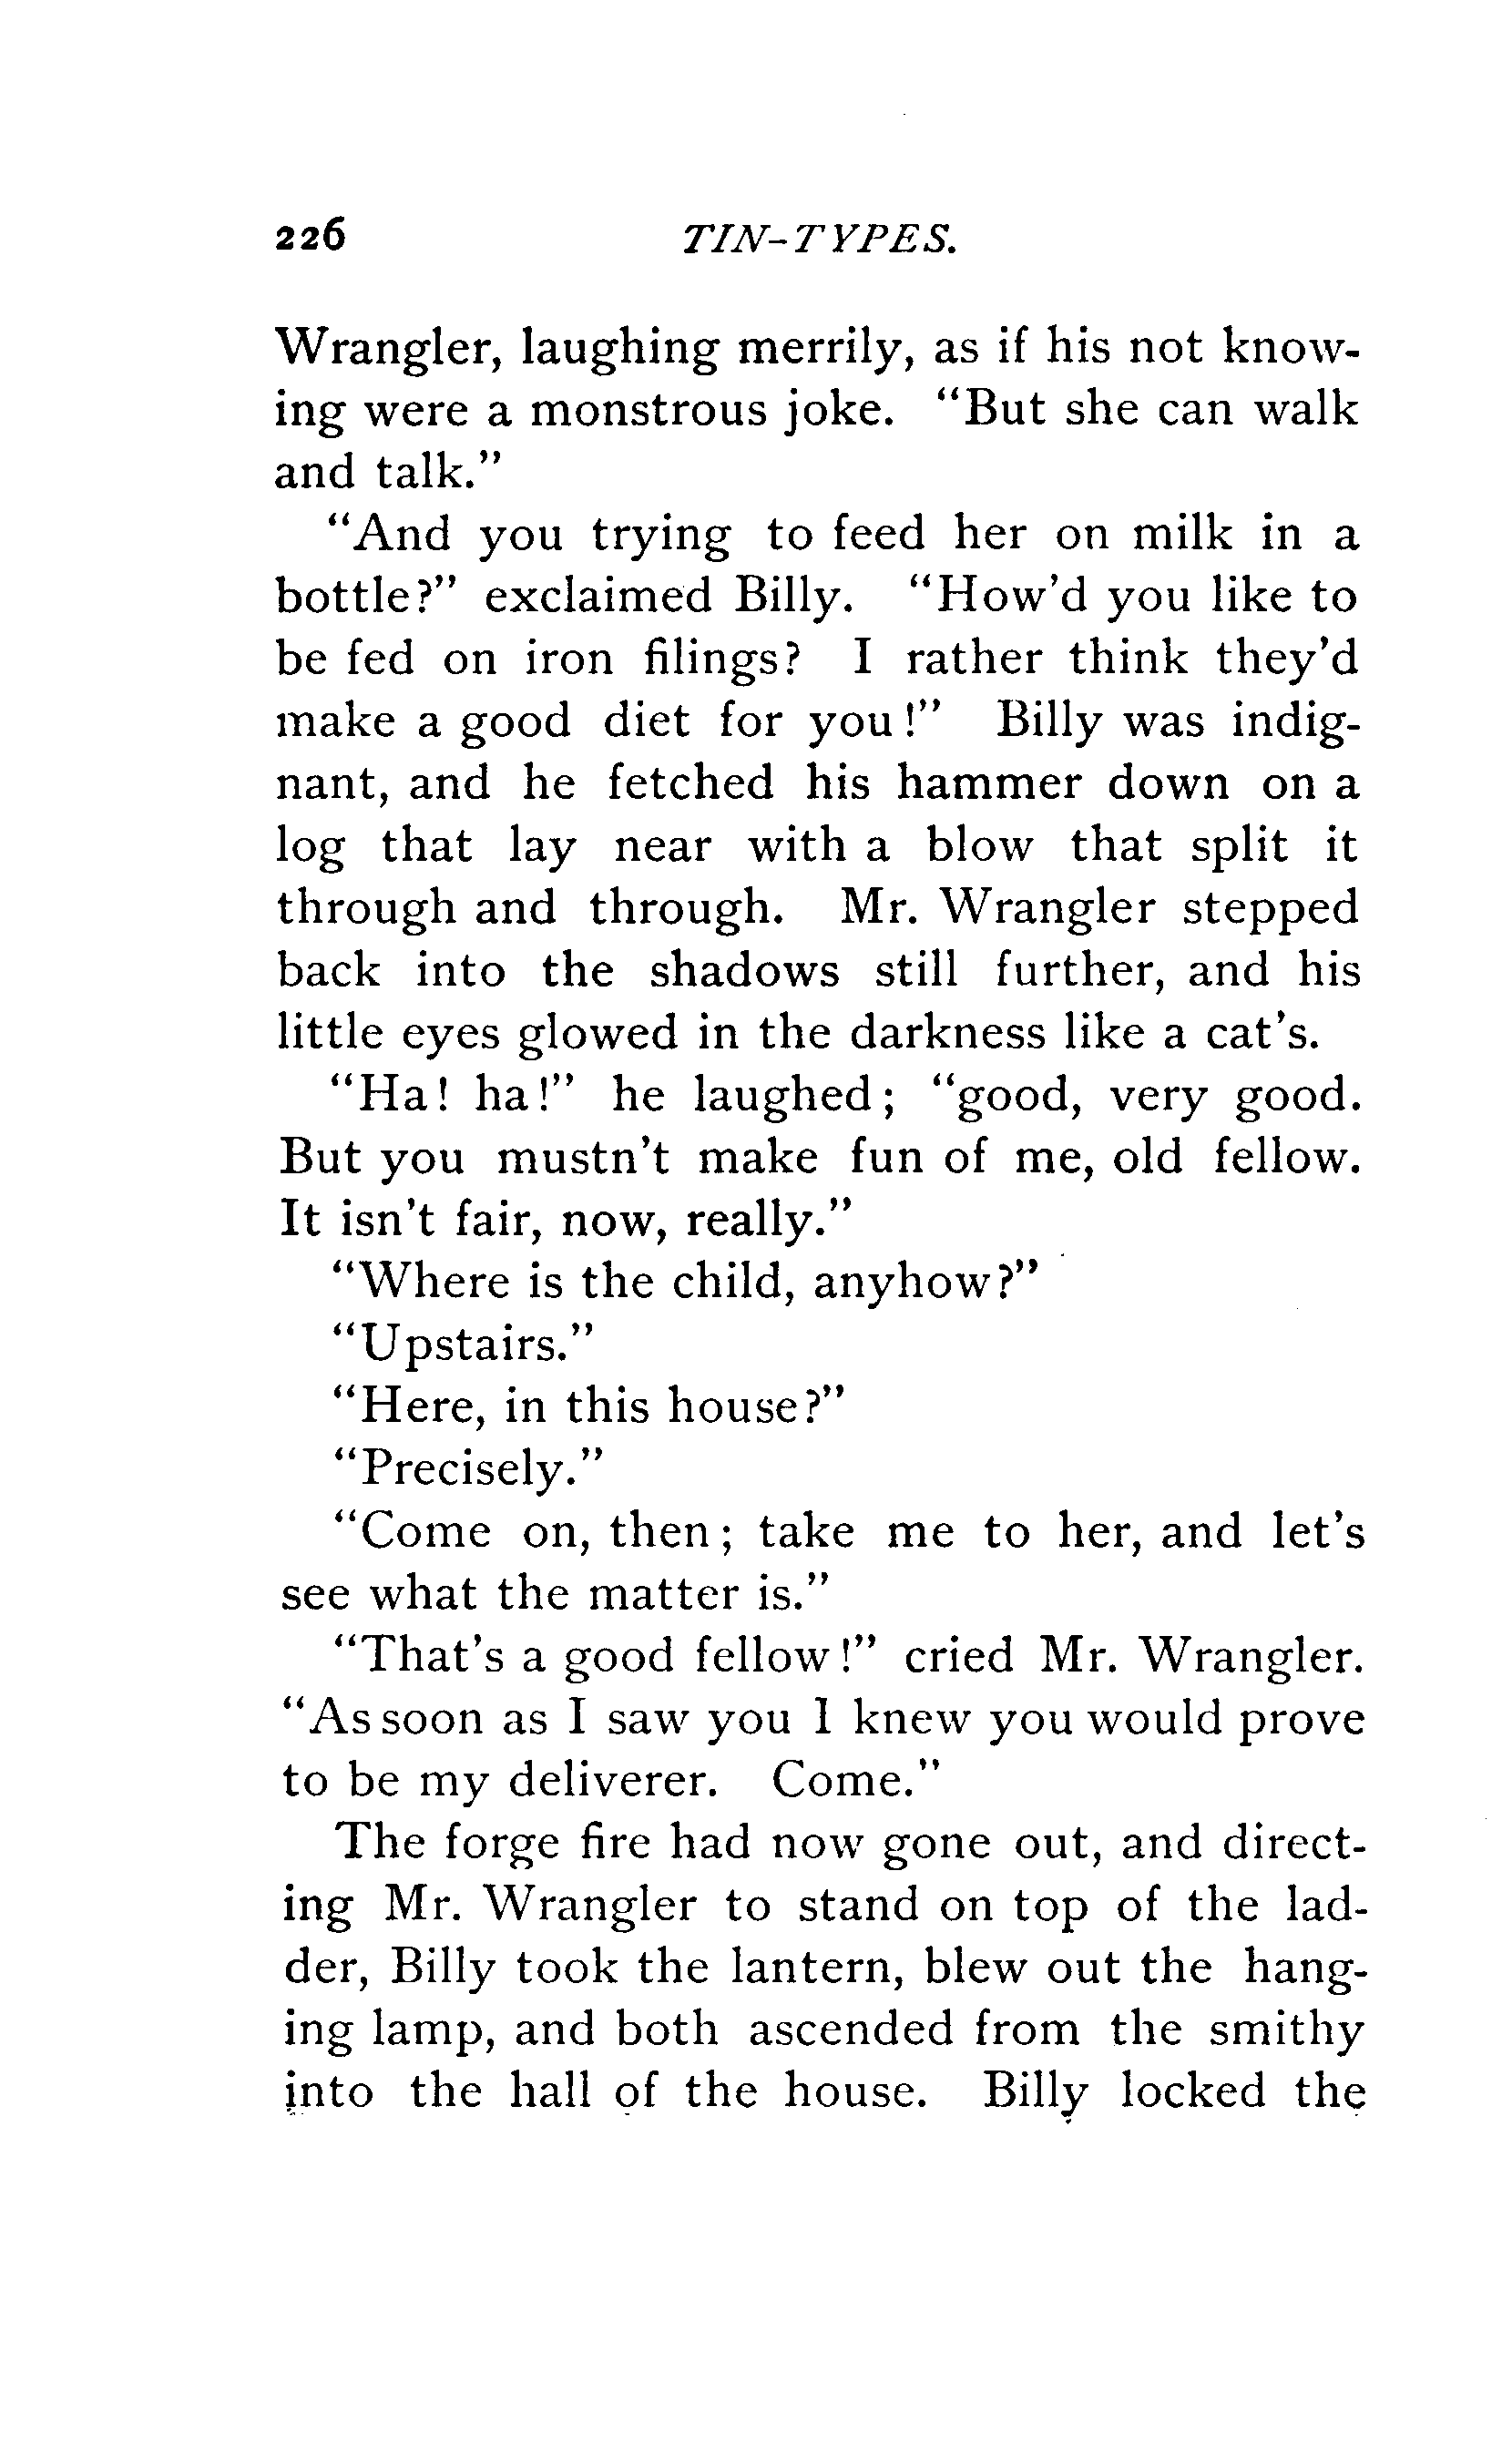 226 TIN-TYPES.
Wrangler, laughing merrily, as if his not know-
ing were a monstrous joke. "But she can walk
and talk."
"And you trying to feed her on milk in a
bottle?" exclaimed Billy. "How'd you like to
be fed on iron filings? I rather think they'd
make a good diet for you!" Billy was indig-
nant, and he fetched his hammer down on a
log that lay near with a blow that split it
through and through. Mr. Wrangler stepped
back into the shadows still further, and his
little eyes glowed in the darkness like a cat's.
"Ha! ha!" he laughed; "good, very good.
But you mustn't make fun of me, old fellow.
It isn't fair, now, really."
"Where is the child, anyhow?"
"Upstairs."
"Here, in this house?"
"Precisely."
"Come on, then; take me to her, and let's
see what the matter is."
"That's a good fellow!" cried Mr. Wrangler.
"As soon as I saw you I knew you would prove
to be my deliverer. Come."
The forge fire had now gone out, and direct-
ing Mr. Wrangler to stand on top of the lad-
der, Billy took the lantern, blew out the hang-
ing lamp, and both ascended from the smithy
into the hall of the house. Billy locked the